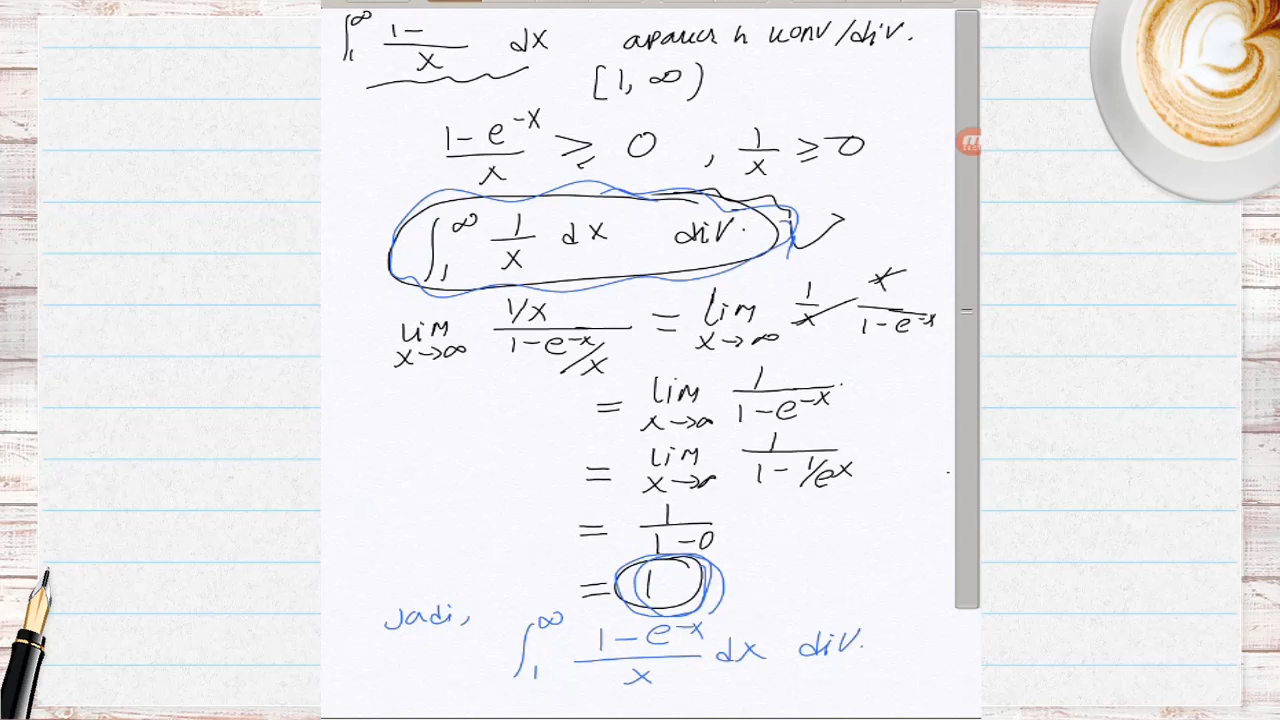 ∫₁^∞ (1-)/x dx apakah konv/div.
[1, ∞)
(1-e^-x)/x ≥ 0 , 1/x ≥ 0
∫₁^∞ 1/x dx div.
lim x→∞ (1/x)/(1-e^-x/x) = lim x→∞ 1/x x/(1-e^-x)
= lim x→∞ 1/(1-e^-x)
= lim x→∞ 1/(1-1/e^x)
= 1/(1-0)
= 1
Jadi,
∫₁^∞ (1-e^-x)/x dx div.